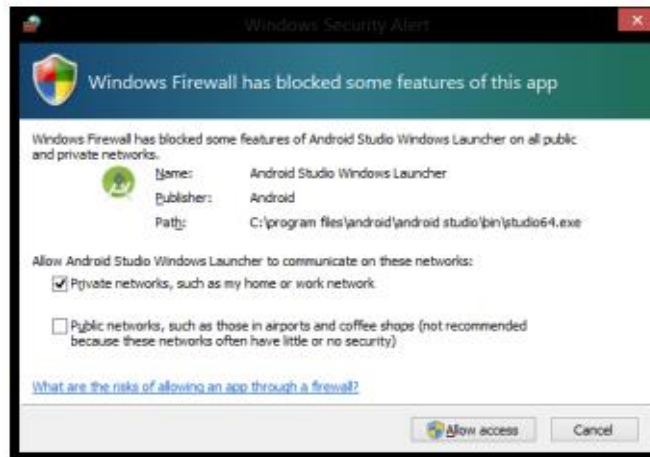 Windows Security Alert
Windows Firewall has blocked some features of this app
Windows Firewall has blocked some features of Android Studio Windows Launcher on all public
and private networks.
Name: Android Studio Windows Launcher
Publisher: Android
Path: C:\program files\android\android studio\bin\studio64.exe
Allow Android Studio Windows Launcher to communicate on these networks:
Private networks, such as my home or work network
Public networks, such as those in airports and coffee shops (not recommended
because these networks often have little or no security)
What are the risks of allowing an app through a firewall?
Allow access Cancel